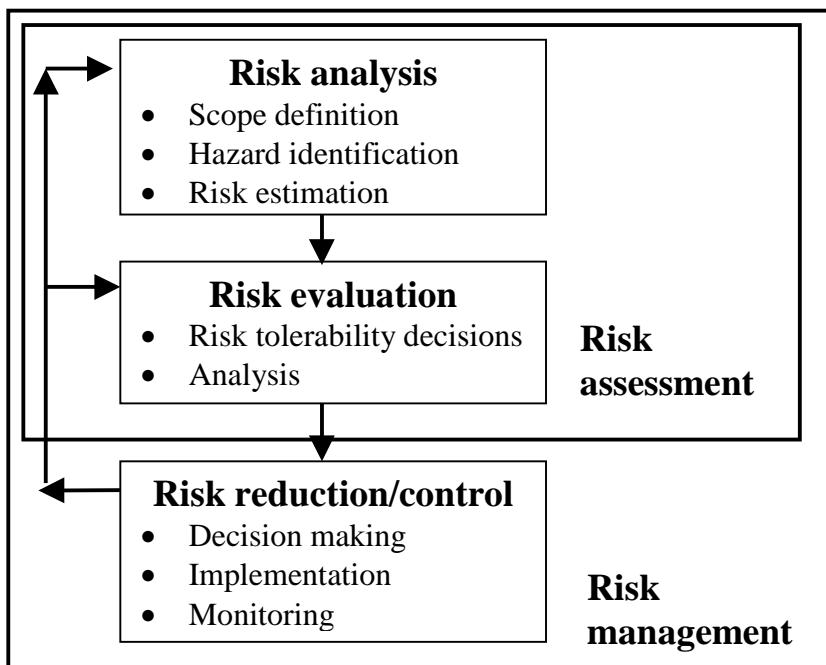 Risk analysis
• Scope definition
• Hazard identification
• Risk estimation
Risk evaluation
• Risk tolerability decisions
• Analysis
Risk
assessment
Risk reduction/control
• Decision making
• Implementation
• Monitoring
Risk
management